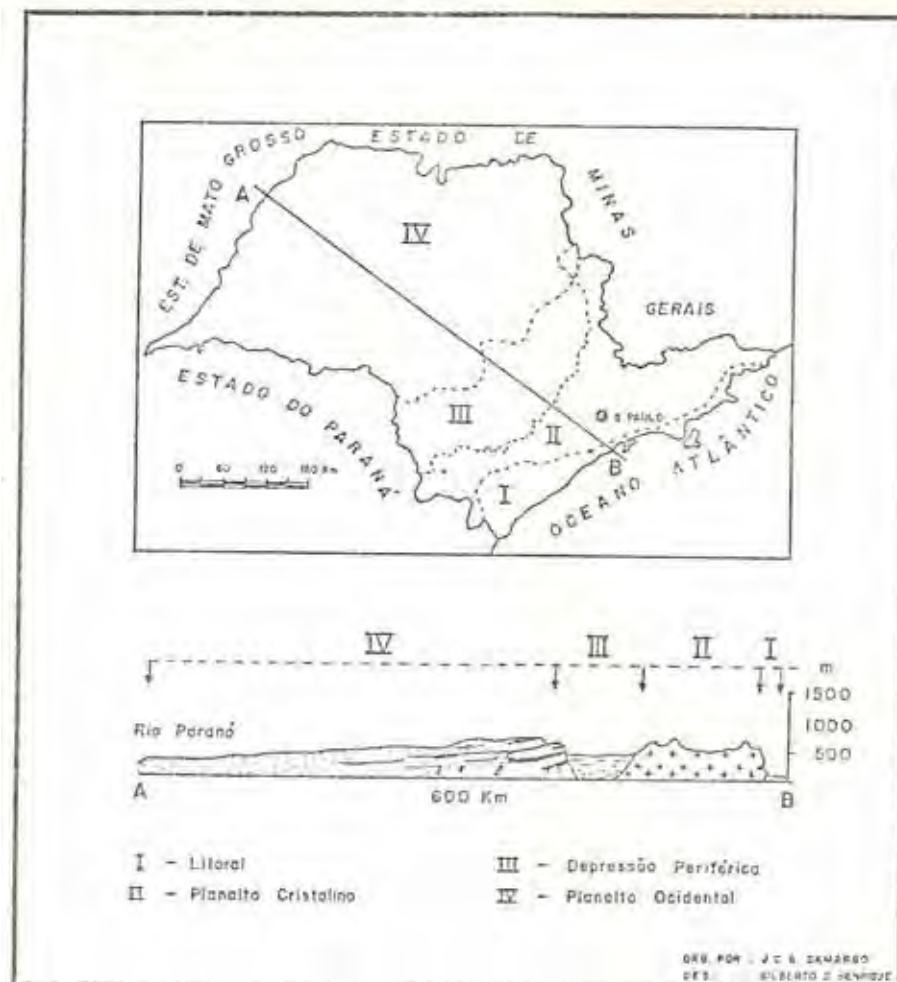 ESTADO DE
MINAS
GERAIS
EST. DE MATO GROSSO
A
IV
ESTADO DO PARANÁ
III
II
S. PAULO
I
B
OCEANO ATLÂNTICO
0 60 120 180 Km
IV III II I
m
1500
1000
500
Rio Paraná
A 600 Km B
I - Litoral
II - Planalto Cristalino
III - Depressão Periférica
IV - Planalto Ocidental
ORG. POR
DES. GILBERTO